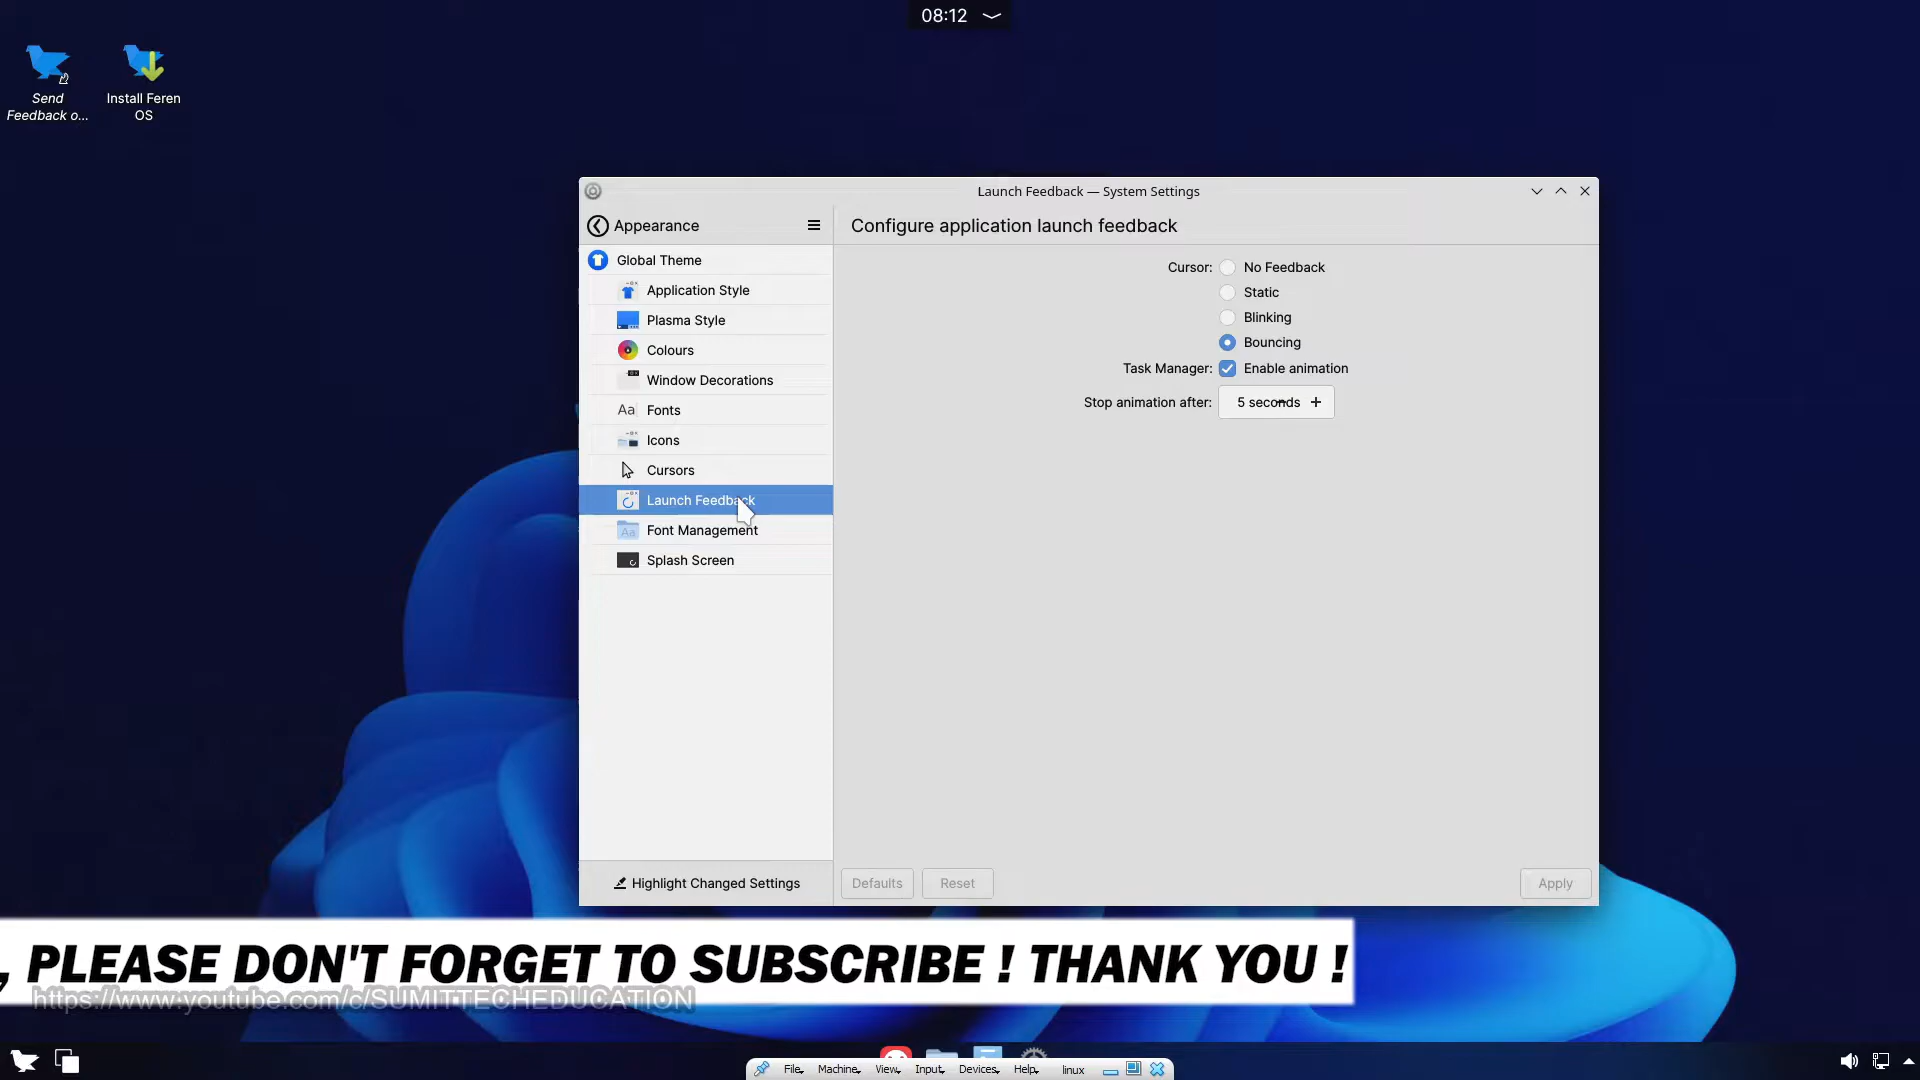 08:12
Send
Feedback o...
Install Feren
OS
Launch Feedback — System Settings
Appearance
Configure application launch feedback
Global Theme
Application Style
Plasma Style
Colours
Window Decorations
Aa Fonts
Icons
Cursors
Launch Feedback
Aa Font Management
Splash Screen
Cursor: No Feedback
Static
Blinking
Bouncing
Task Manager: Enable animation
Stop animation after: 5 seconds +
Highlight Changed Settings
Defaults
Reset
Apply
, PLEASE DON'T FORGET TO SUBSCRIBE ! THANK YOU !
https://www.youtube.com/c/SUMITTECHEDUCATION
File Machine View Input Devices Help linux